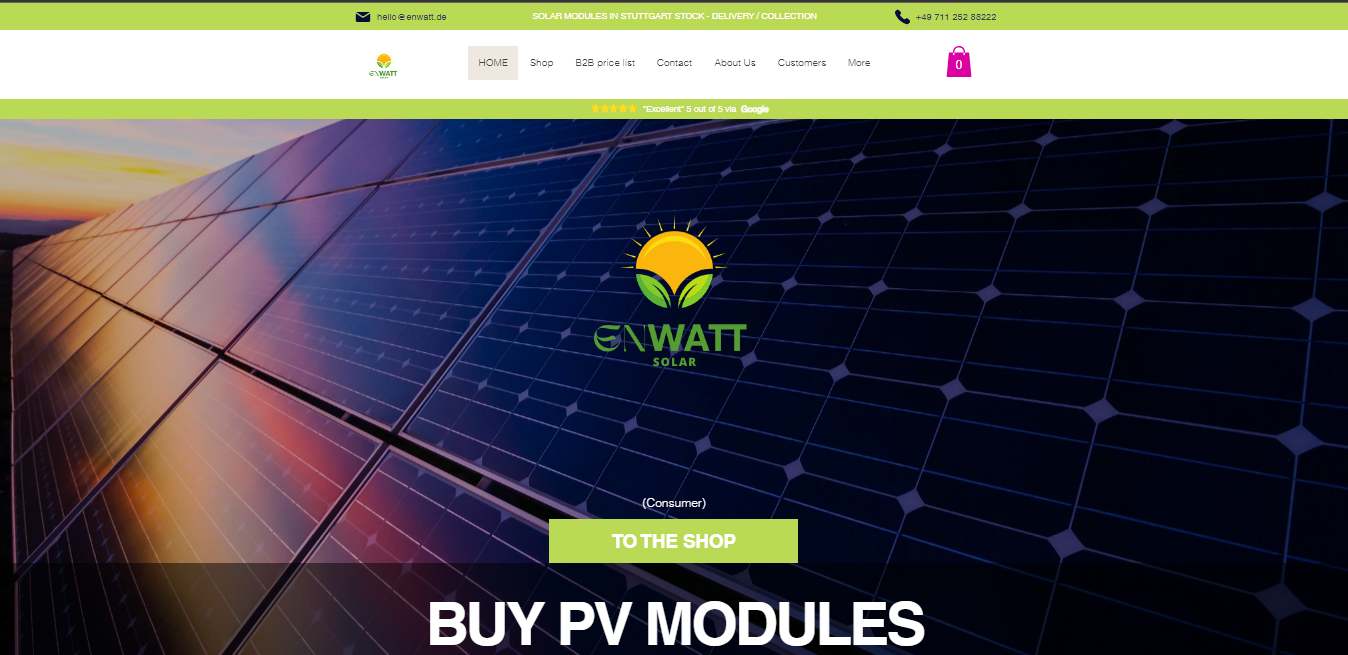 hello@enwatt.de
SOLAR MODULES IN STUTTGART STOCK - DELIVERY / COLLECTION
+49 711 252 88222
ENWATT
HOME
Shop
B2B price list
Contact
About Us
Customers
More
0
"Excellent" 5 out of 5 via Google
ENWATT
SOLAR
(Consumer)
TO THE SHOP
BUY PV MODULES